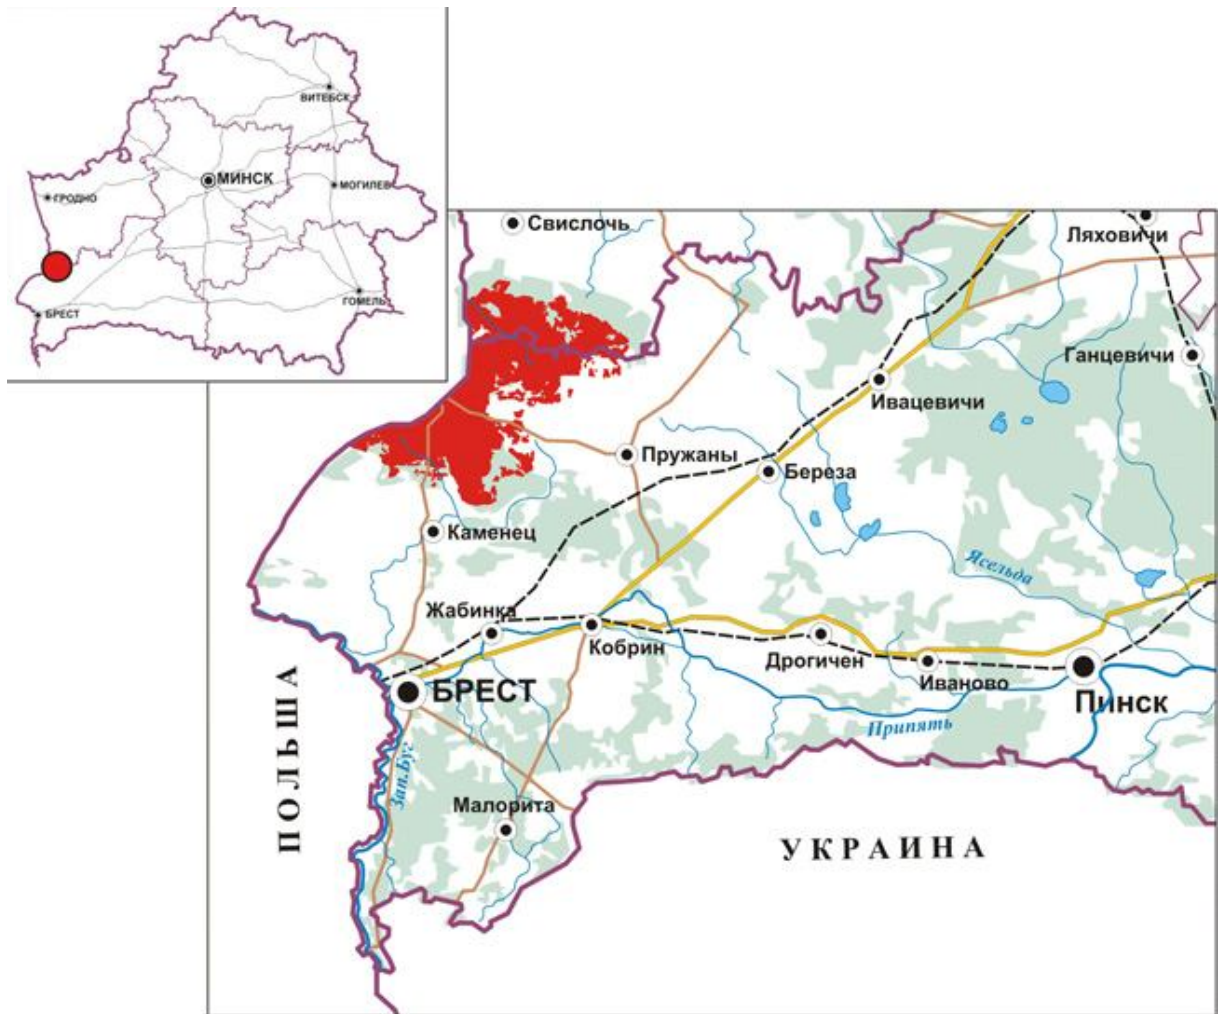 ВИТЕБСК
МИНСК
МОГИЛЕВ
ГРОДНО
ГОМЕЛЬ
БРЕСТ
Свислочь
Ляховичи
Ганцевичи
Ивацевичи
Пружаны
Береза
Каменец
Ясельда
Жабинка
Кобрин
Дрогичен
Иваново
БРЕСТ
Пинск
Припять
Зап.Буг
ПОЛЬША
Малорита
УКРАИНА